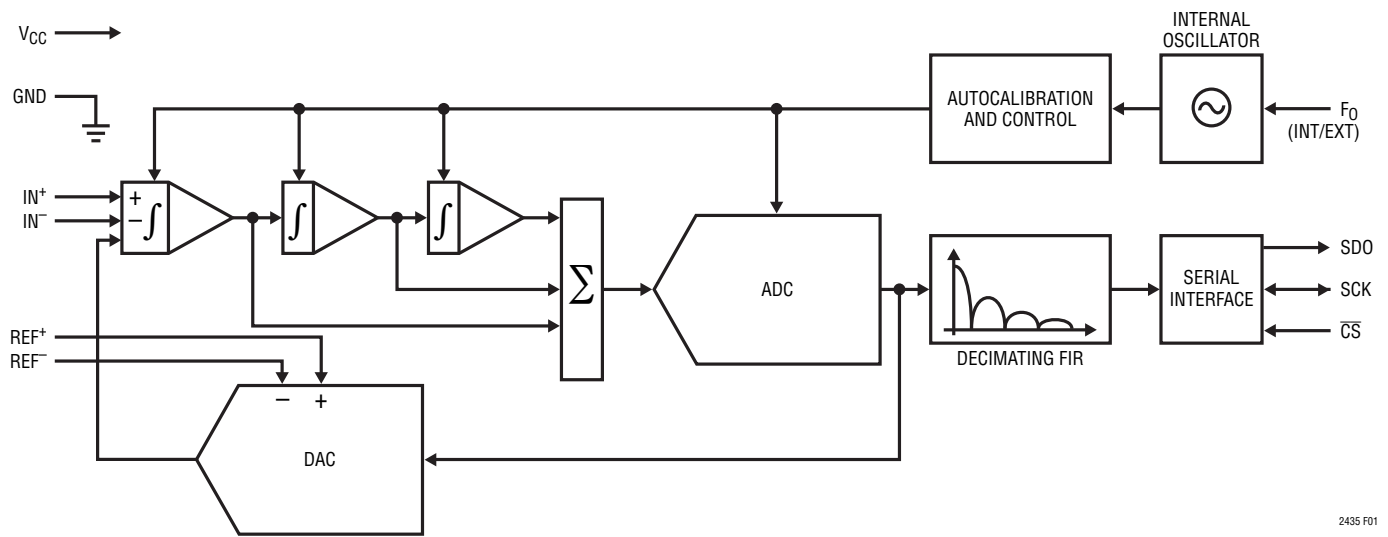 INTERNAL
OSCILLATOR
VCC
GND
AUTOCALIBRATION
AND CONTROL
FO
(INT/EXT)
IN+
IN–
+
–
∫
∫
∫
Σ
ADC
DECIMATING FIR
SERIAL
INTERFACE
SDO
SCK
C̅S̅
REF+
REF–
– +
DAC
2435 F01